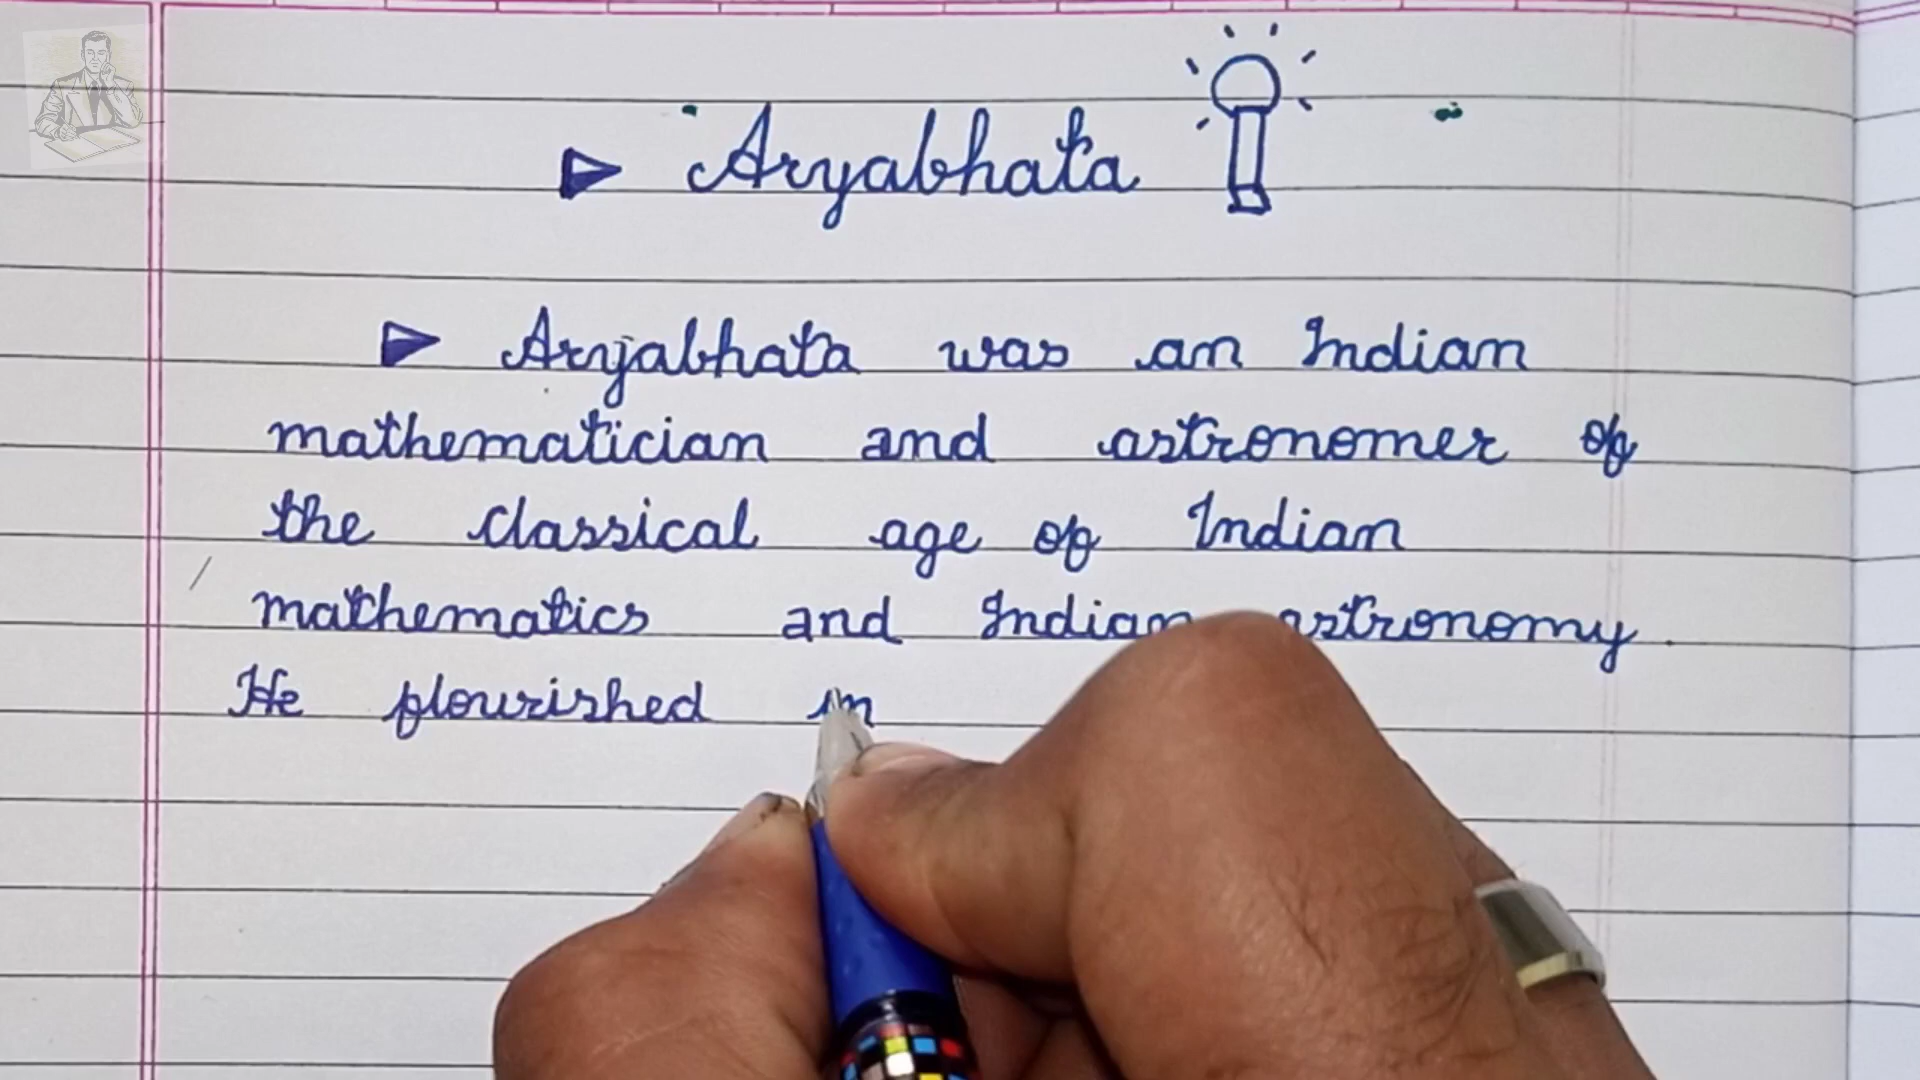 Aryabhata
Aryabhata was an Indian
mathematician and astronomer of
the classical age of Indian
mathematics and Indian astronomy.
He flourished in